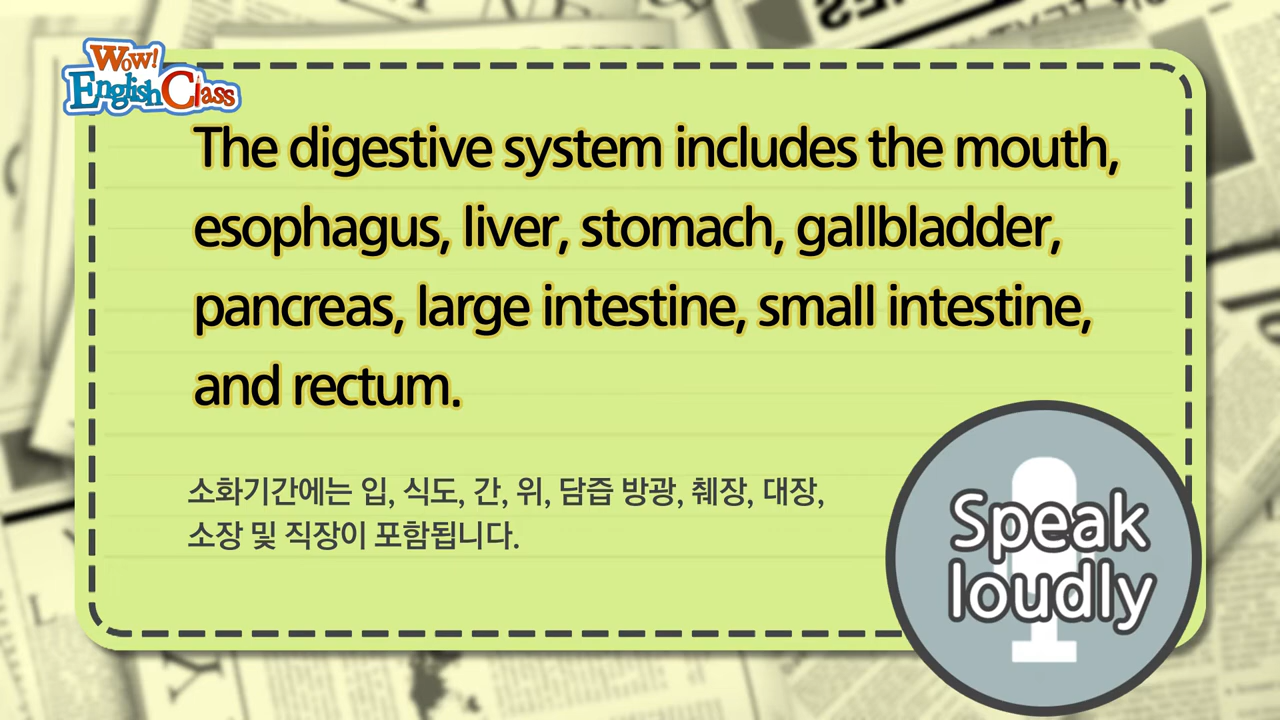 Wow!
English Class
The digestive system includes the mouth,
esophagus, liver, stomach, gallbladder,
pancreas, large intestine, small intestine,
and rectum.
소화기간에는 입, 식도, 간, 위, 담즙 방광, 췌장, 대장,
소장 및 직장이 포함됩니다.
Speak
loudly